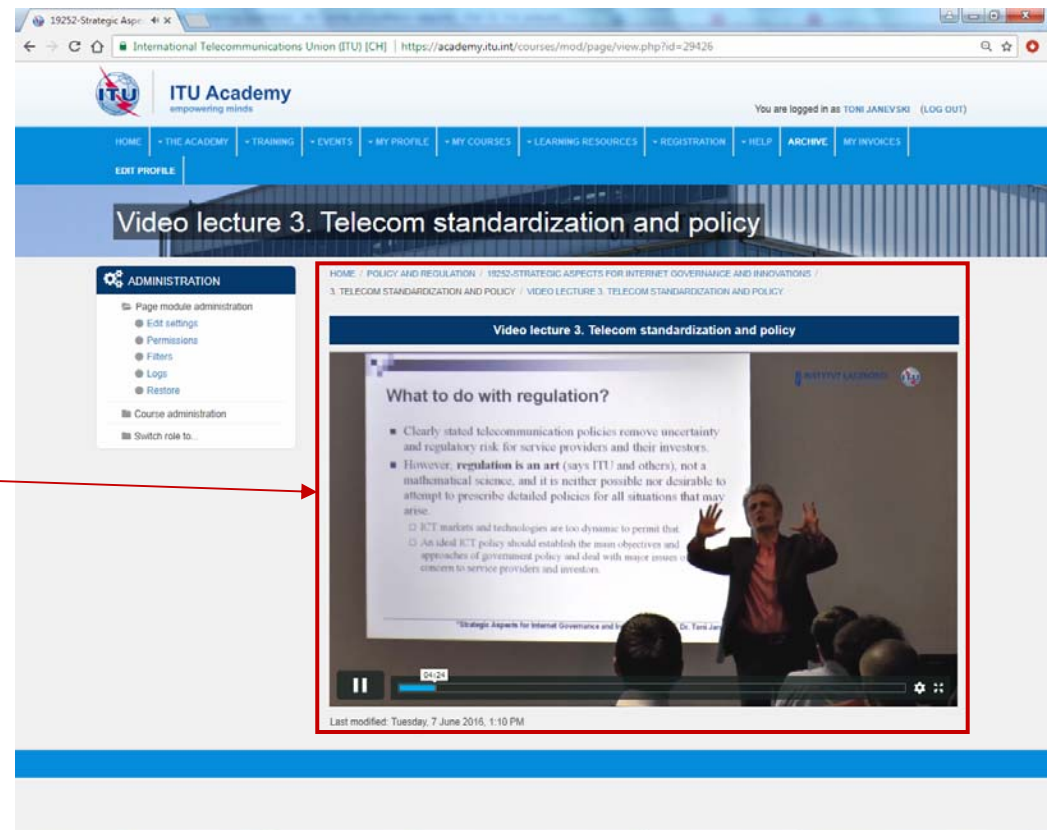 19252-Strategic Aspe
International Telecommunications Union (ITU) [CH] | https://academy.itu.int/courses/mod/page/view.php?id=29426
ITU Academy
empowering minds
You are logged in as TONI JANEVSKI (LOG OUT)
HOME THE ACADEMY TRAINING EVENTS MY PROFILE MY COURSES LEARNING RESOURCES REGISTRATION HELP ARCHIVE MY INVOICES
EDIT PROFILE
Video lecture 3. Telecom standardization and policy
ADMINISTRATION
Page module administration
Edit settings
Permissions
Filters
Logs
Restore
Course administration
Switch role to...
HOME / POLICY AND REGULATION / 19252-STRATEGIC ASPECTS FOR INTERNET GOVERNANCE AND INNOVATIONS /
3. TELECOM STANDARDIZATION AND POLICY / VIDEO LECTURE 3. TELECOM STANDARDIZATION AND POLICY
Video lecture 3. Telecom standardization and policy
What to do with regulation?
Clearly stated telecommunication policies remove uncertainty
and regulatory risk for service providers and their investors.
However, regulation is an art (says ITU and others), not a
mathematical science, and it is neither possible nor desirable to
attempt to prescribe detailed policies for all situations that may
arise.
ICT markets and technologies are too dynamic to permit that.
An ideal ICT policy should establish the main objectives and
approaches of government policy and deal with major issues
concern to service providers and investors.
"Strategic Aspects for Internet Governance and Dr. Toni
04:24
Last modified: Tuesday, 7 June 2016, 1:10 PM